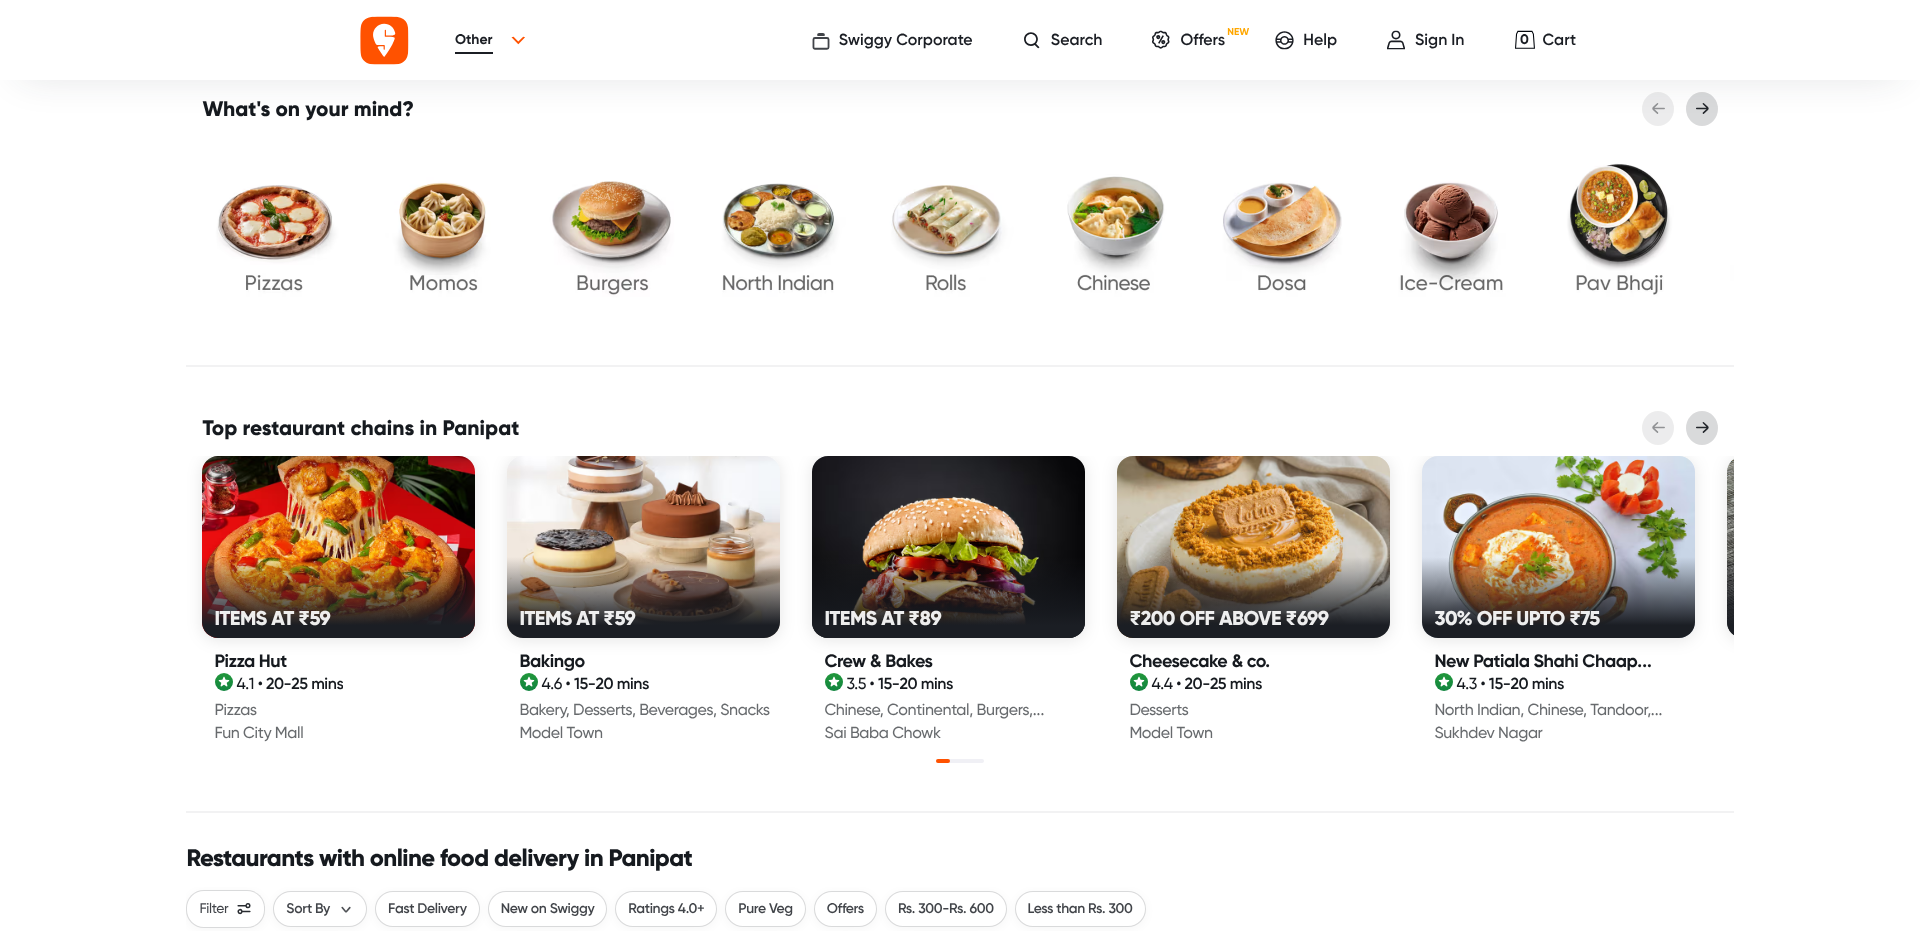 Other
Swiggy Corporate
Search
Offers NEW
Help
Sign In
0 Cart
What's on your mind?
Pizzas
Momos
Burgers
North Indian
Rolls
Chinese
Dosa
Ice-Cream
Pav Bhaji
Top restaurant chains in Panipat
ITEMS AT ₹59
Pizza Hut
4.1 • 20-25 mins
Pizzas
Fun City Mall
ITEMS AT ₹59
Bakingo
4.6 • 15-20 mins
Bakery, Desserts, Beverages, Snacks
Model Town
ITEMS AT ₹89
Crew & Bakes
3.5 • 15-20 mins
Chinese, Continental, Burgers,...
Sai Baba Chowk
Lotus
₹200 OFF ABOVE ₹699
Cheesecake & co.
4.4 • 20-25 mins
Desserts
Model Town
30% OFF UPTO ₹75
New Patiala Shahi Chaap...
4.3 • 15-20 mins
North Indian, Chinese, Tandoor,...
Sukhdev Nagar
Restaurants with online food delivery in Panipat
Filter
Sort By
Fast Delivery
New on Swiggy
Ratings 4.0+
Pure Veg
Offers
Rs. 300-Rs. 600
Less than Rs. 300